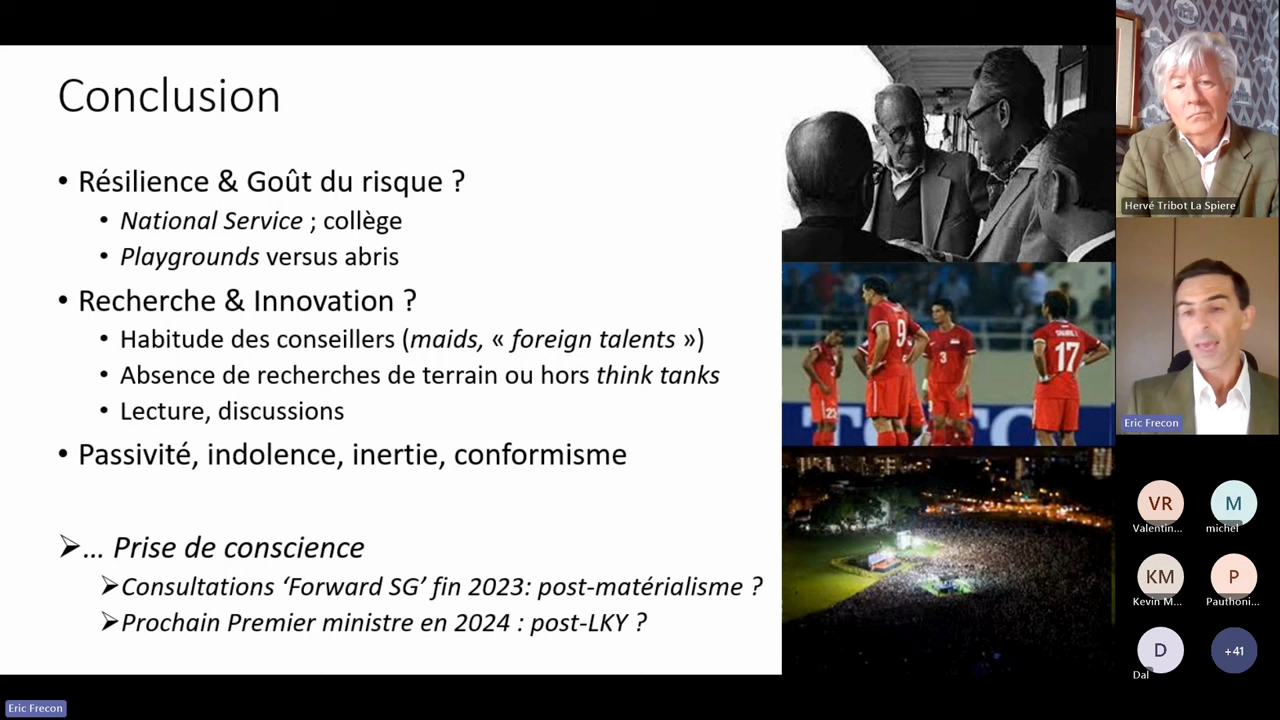 Conclusion
• Résilience & Goût du risque ?
• National Service ; collège
• Playgrounds versus abris
• Recherche & Innovation ?
• Habitude des conseillers (maids, « foreign talents »)
• Absence de recherches de terrain ou hors think tanks
• Lecture, discussions
• Passivité, indolence, inertie, conformisme
➢… Prise de conscience
➢Consultations ‘Forward SG’ fin 2023: post-matérialisme ?
➢Prochain Premier ministre en 2024 : post-LKY ?
9
3
17
Hervé Tribot La Spiere
Eric Frecon
VR
Valentin...
M
michel
KM
Kevin M...
P
Pauthoni...
D
Dal
+41
Eric Frecon